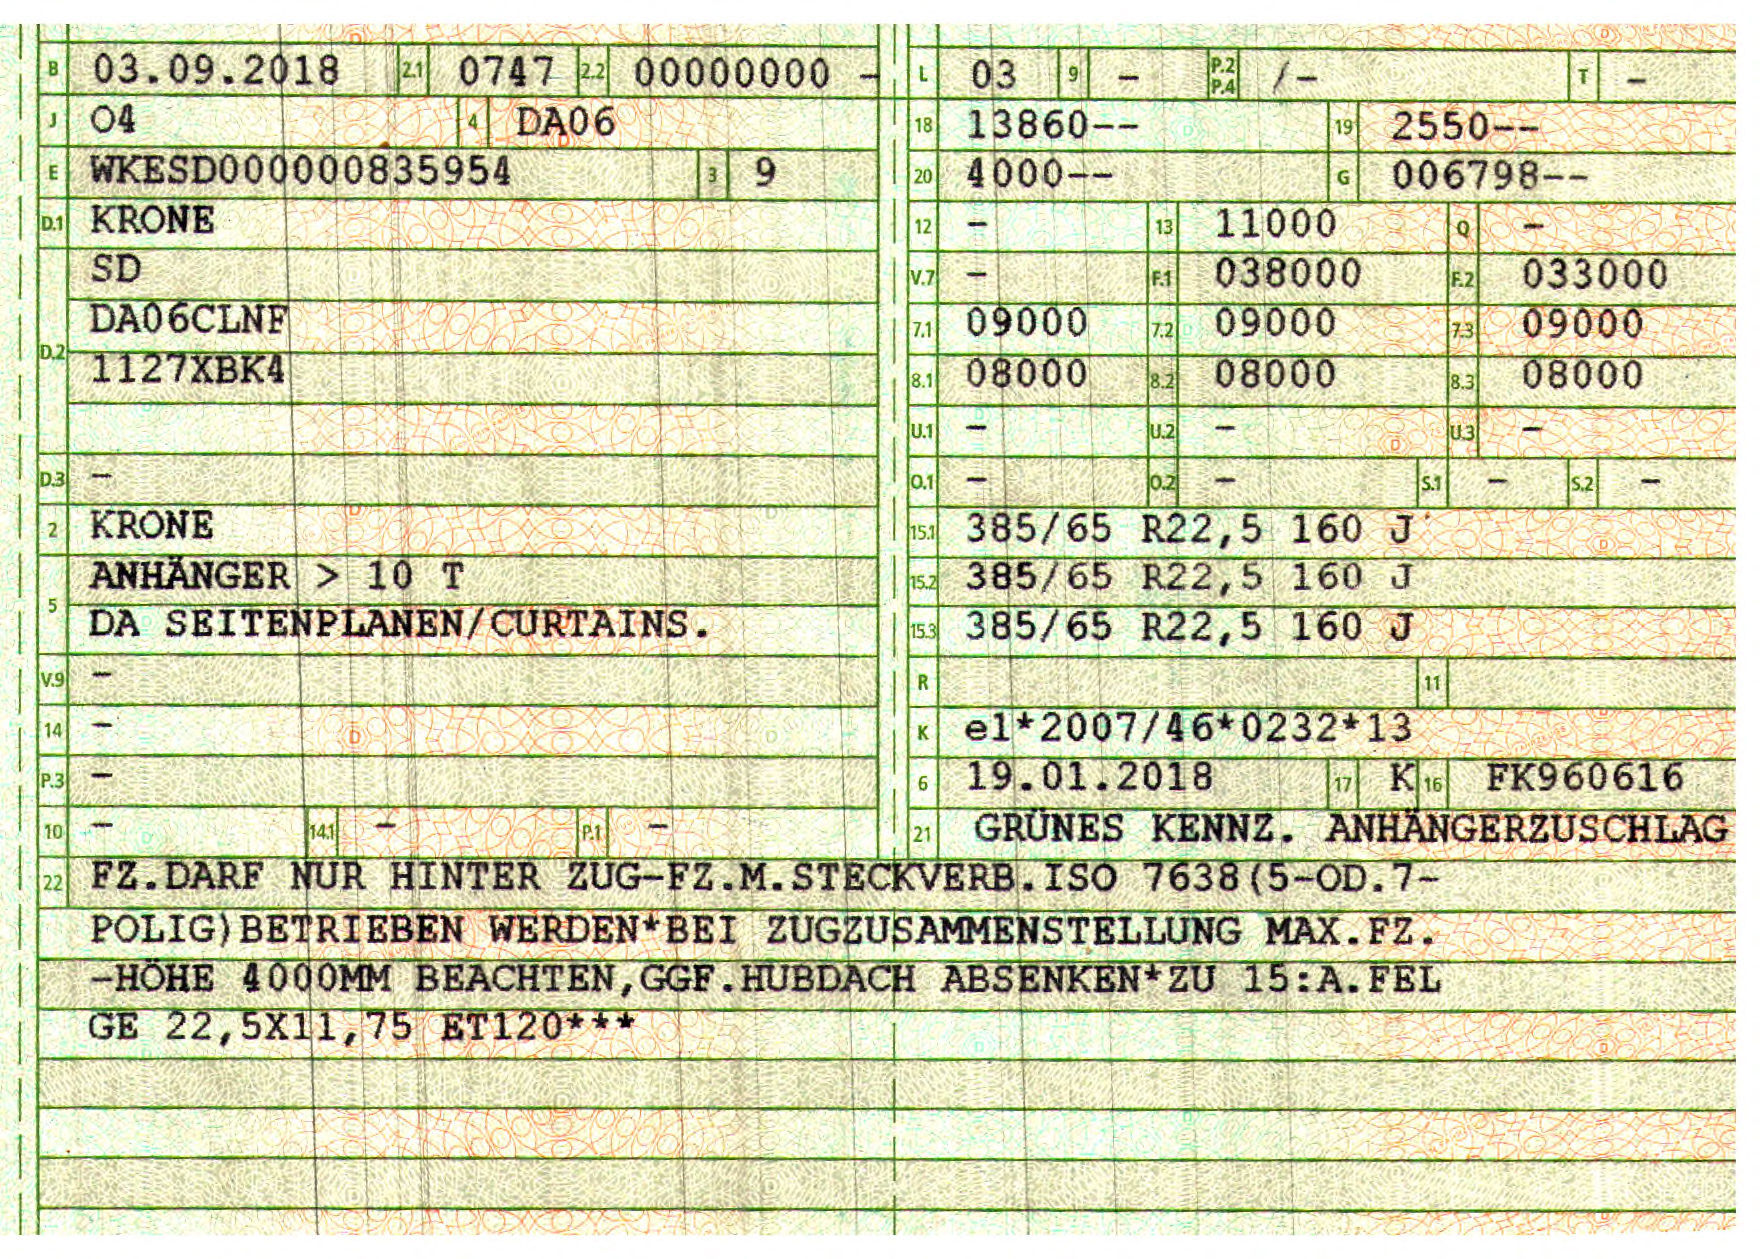 B 03.09.2018 2.1 0747 2.2 00000000 -
J 04 4 DA06
E WKESD000000835954 3 9
D.1 KRONE
SD
DA06CLNF
D.2
1127XBK4
D.3 -
2 KRONE
ANHÄNGER > 10 T
5
DA SEITENPLANEN/CURTAINS.
V.9 -
14 -
P.3 -
10 - 14.1 - P.1 -
L 03 9 - P.2 P.4 /- T -
18 13860-- 19 2550--
20 4000-- G 006798--
12 - 13 11000 Q -
V.7 - F.1 038000 F.2 033000
7.1 09000 7.2 09000 7.3 09000
8.1 08000 8.2 08000 8.3 08000
U.1 - U.2 - U.3 -
O.1 - O.2 - S.1 - S.2 -
15.1 385/65 R22,5 160 J
15.2 385/65 R22,5 160 J
15.3 385/65 R22,5 160 J
R 11
K e1*2007/46*0232*13
6 19.01.2018 17 K 16 FK960616
21 GRÜNES KENNZ. ANHÄNGERZUSCHLAG
22 FZ.DARF NUR HINTER ZUG-FZ.M.STECKVERB.ISO 7638(5-OD.7-
POLIG)BETRIEBEN WERDEN*BEI ZUGZUSAMMENSTELLUNG MAX.FZ.
-HÖHE 4000MM BEACHTEN,GGF.HUBDACH ABSENKEN*ZU 15:A.FEL
GE 22,5X11,75 ET120***